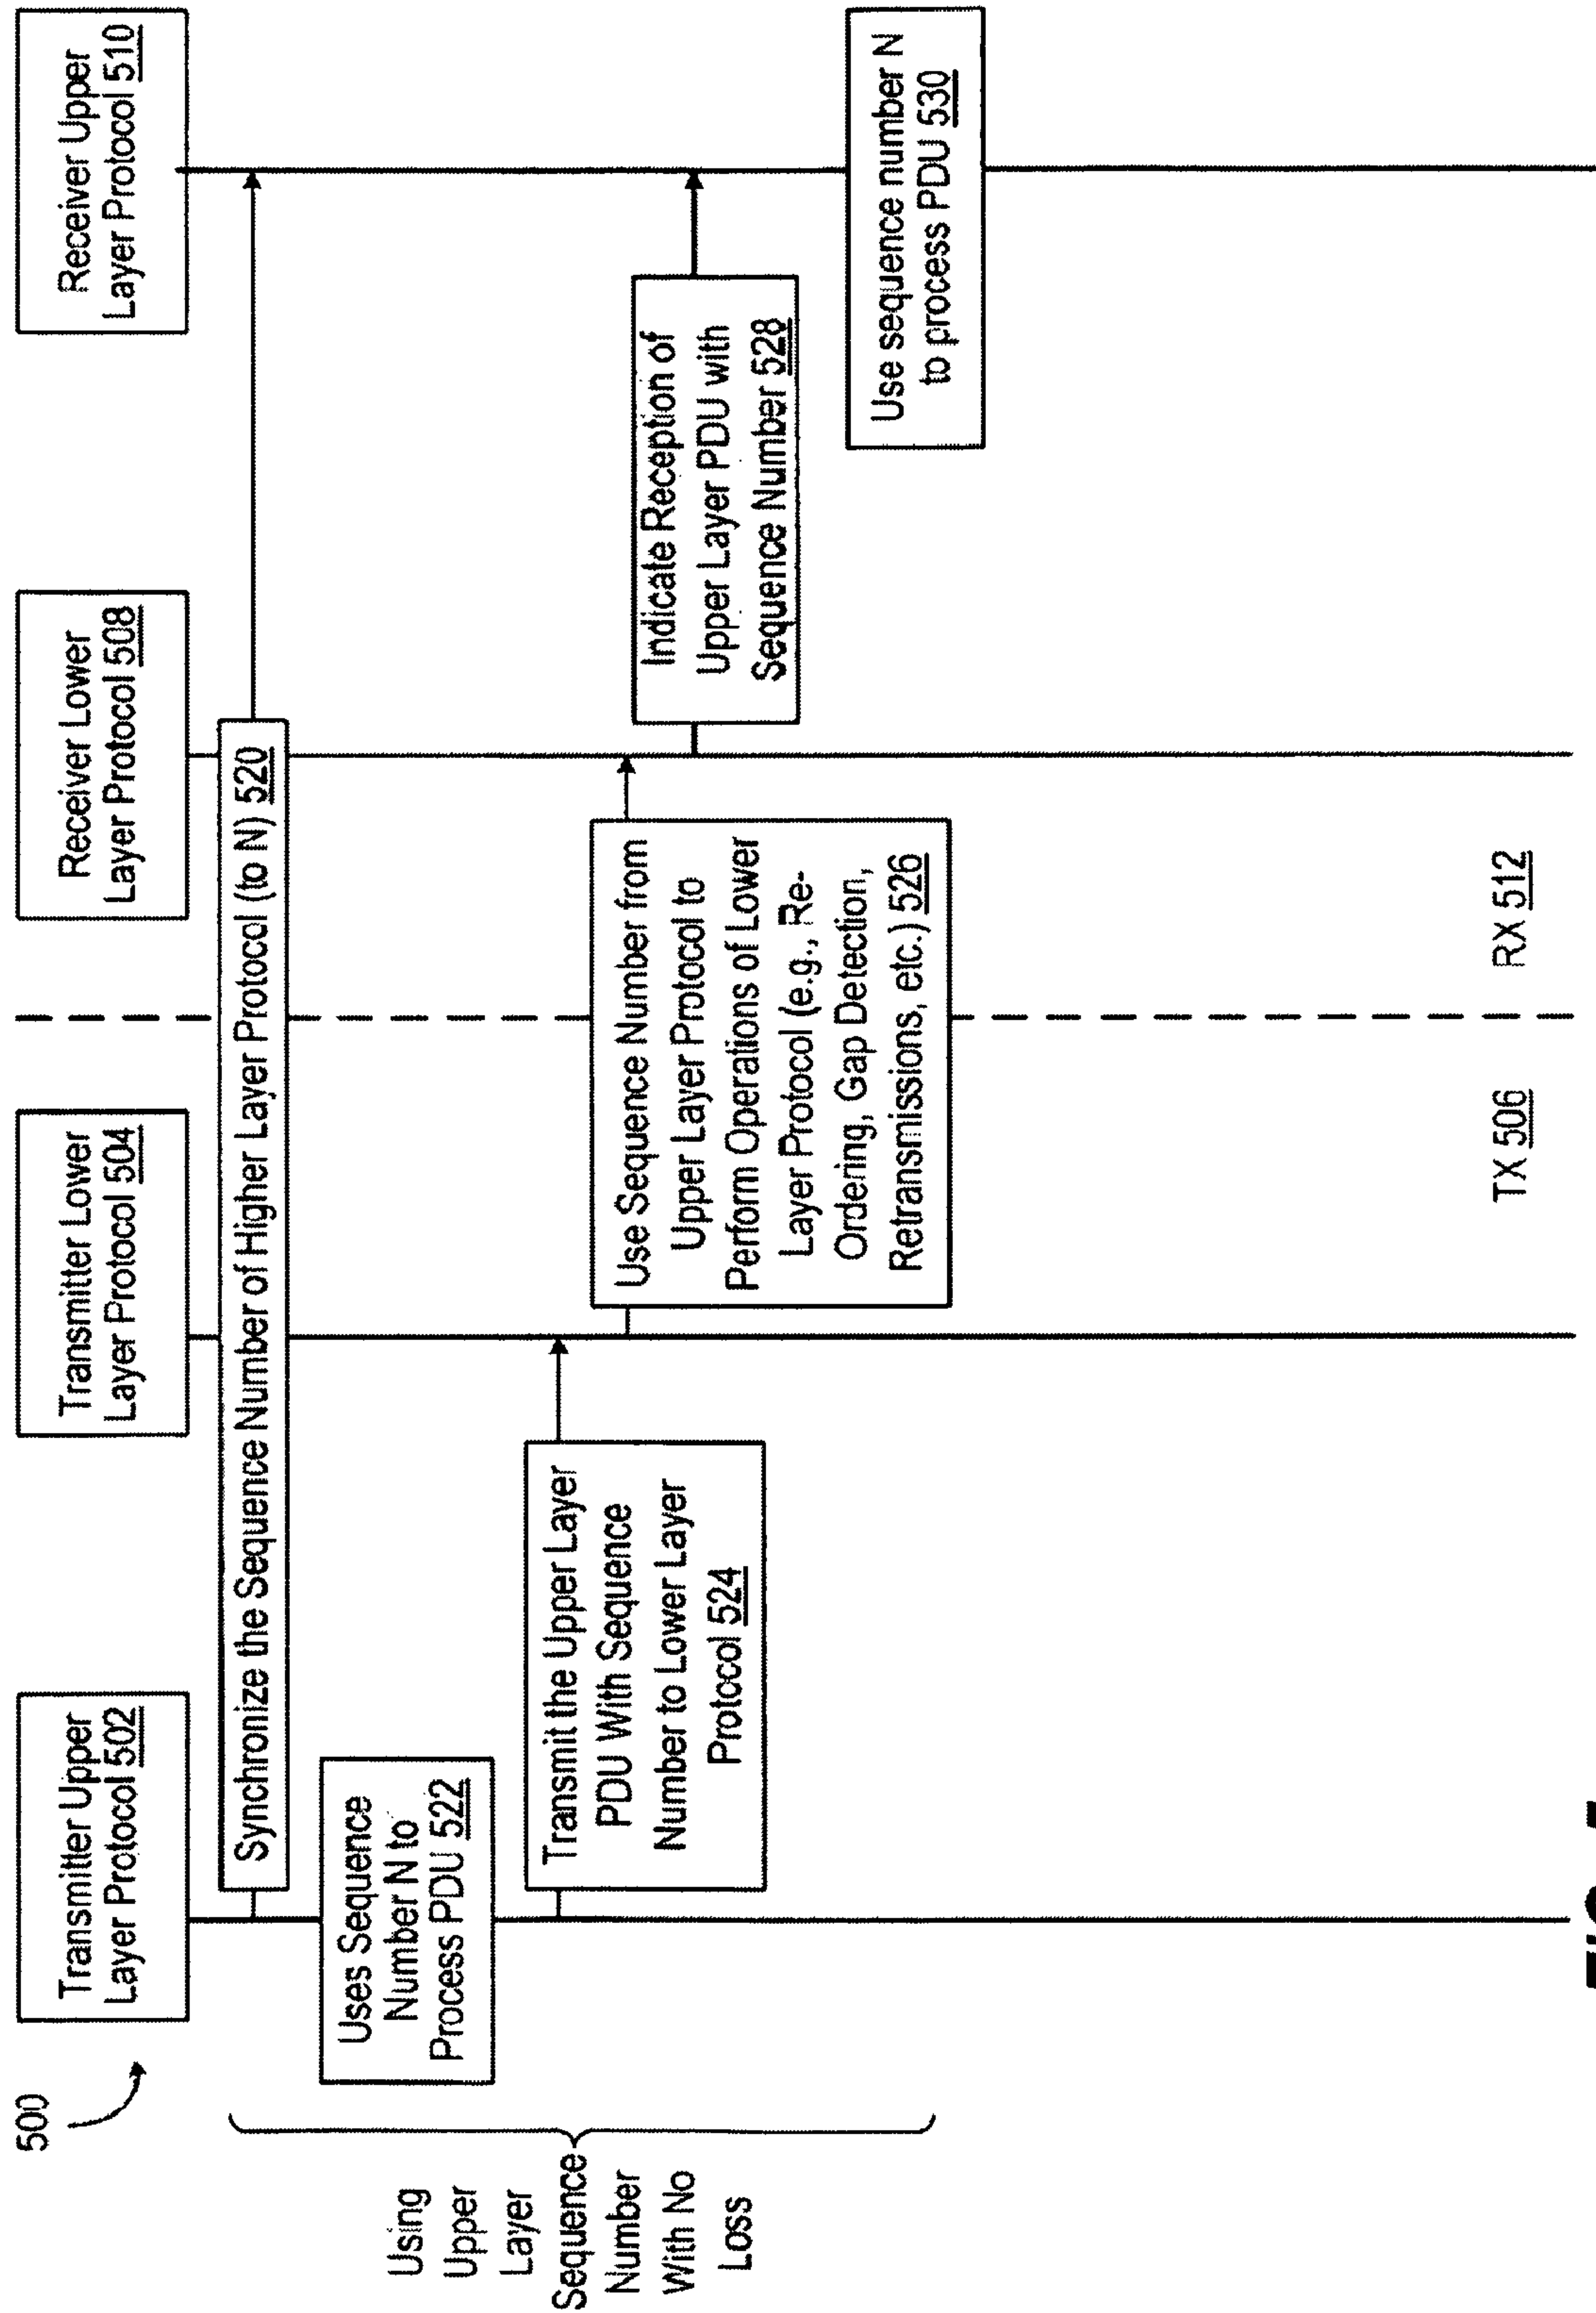 500
Transmitter Upper
Layer Protocol 502
Transmitter Lower
Layer Protocol 504
Receiver Lower
Layer Protocol 508
Receiver Upper
Layer Protocol 510
Synchronize the Sequence Number of Higher Layer Protocol (to N) 520
Uses Sequence
Number N to
Process PDU 522
Using
Upper
Layer
Sequence
Number
With No
Loss
Transmit the Upper Layer
PDU With Sequence
Number to Lower Layer
Protocol 524
Use Sequence Number from
Upper Layer Protocol to
Perform Operations of Lower
Layer Protocol (e.g., Re-
Ordering, Gap Detection,
Retransmissions, etc.) 526
Indicate Reception of
Upper Layer PDU with
Sequence Number 528
Use sequence number N
to process PDU 530
TX 506
RX 512